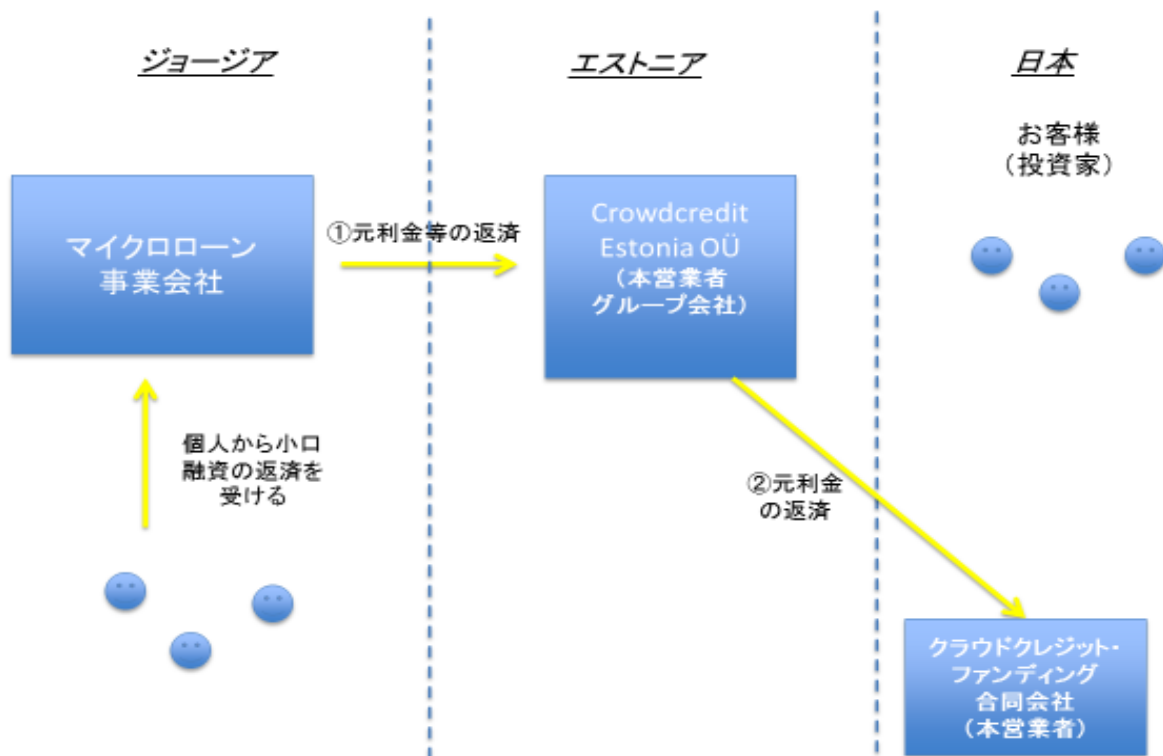 ジョージア
エストニア
日本
お客様
（投資家）
マイクロローン
事業会社
①元利金等の返済
Crowdcredit
Estonia OÜ
（本営業者
グループ会社）
個人から小口
融資の返済を
受ける
②元利金
の返済
クラウドクレジット・
ファンディング
合同会社
（本営業者）